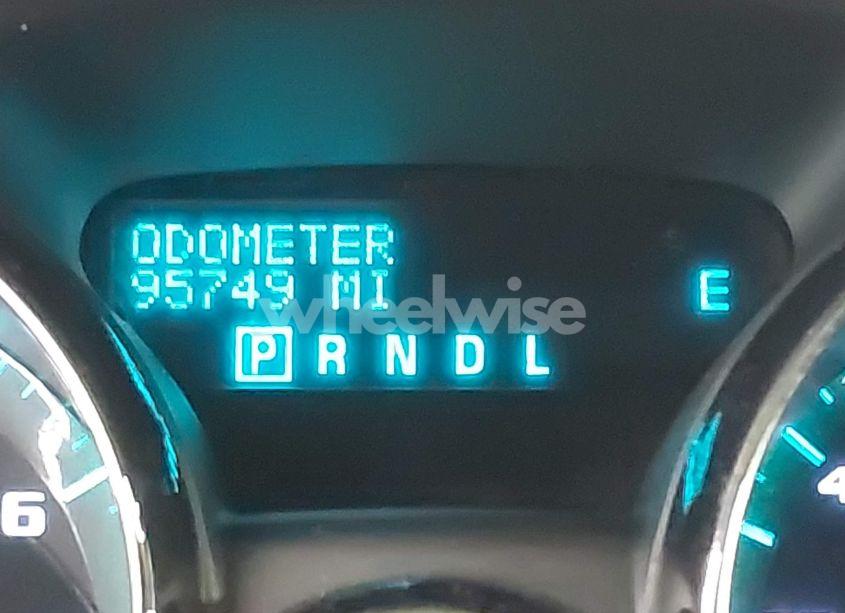 ODOMETER
95749 MI
E
wheelwise
P R N D L
6
4